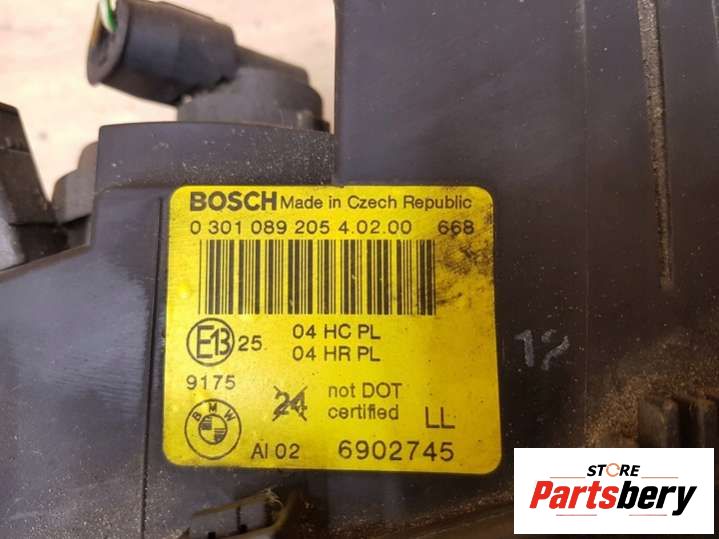 BOSCH Made in Czech Republic
0 301 089 205 4.02.00 668
E13 25 04 HC PL
04 HR PL
9175 24 not DOT
certified LL
BMW AI 02 6902745
12
STORE
Partsbery